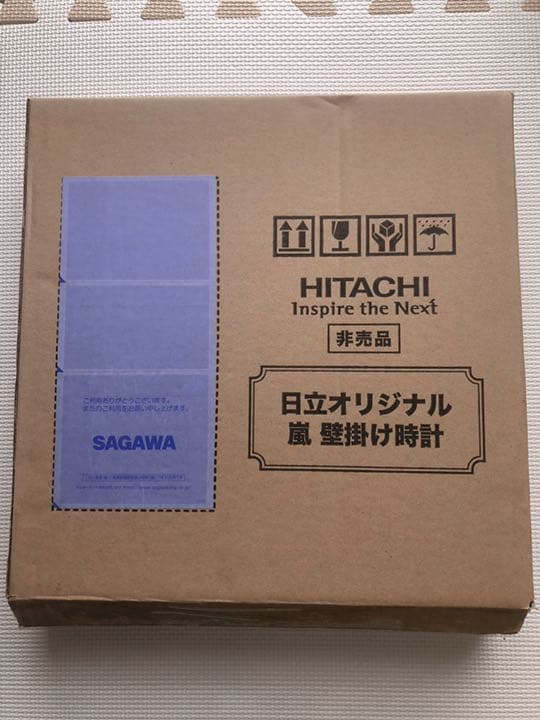 HITACHI
Inspire the Next
非売品
日立オリジナル
嵐 壁掛け時計
ご利用ありがとうございます。
またのご利用をお願い申し上げます。
SAGAWA